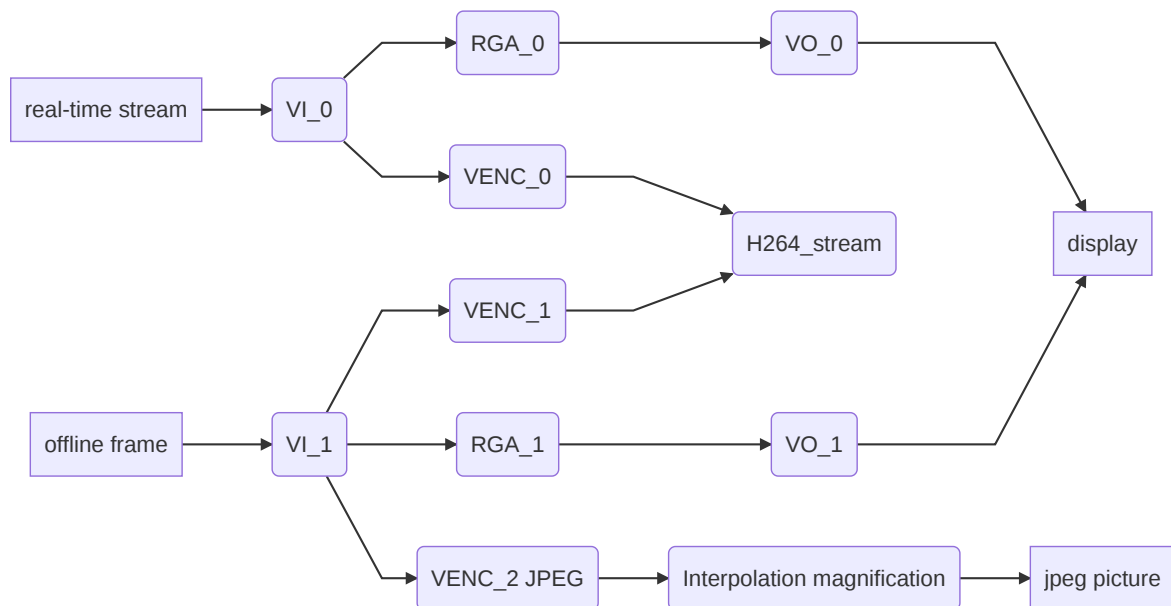 RGA_0
VO_0
real-time stream
VI_0
VENC_0
H264_stream
display
VENC_1
offline frame
VI_1
RGA_1
VO_1
VENC_2 JPEG
Interpolation magnification
jpeg picture